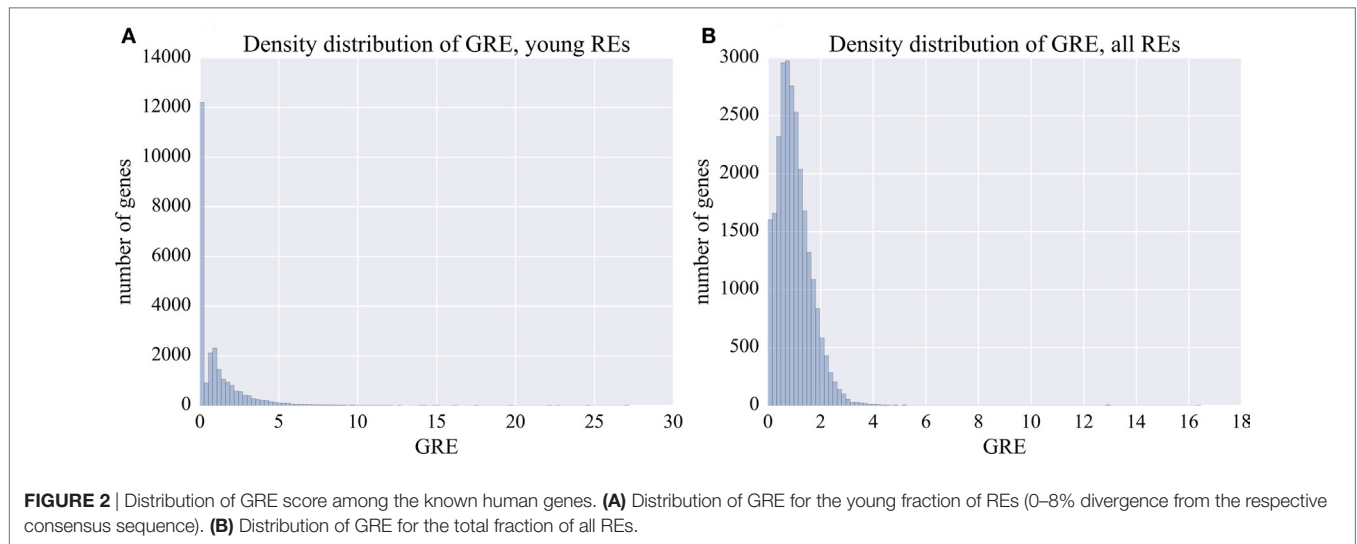 A
Density distribution of GRE, young REs
14000
12000
10000
8000
6000
4000
2000
0
number of genes
0 5 10 15 20 25 30
GRE
B
Density distribution of GRE, all REs
3000
2500
2000
1500
1000
500
0
number of genes
0 2 4 6 8 10 12 14 16 18
GRE
FIGURE 2 | Distribution of GRE score among the known human genes. (A) Distribution of GRE for the young fraction of REs (0–8% divergence from the respective
consensus sequence). (B) Distribution of GRE for the total fraction of all REs.